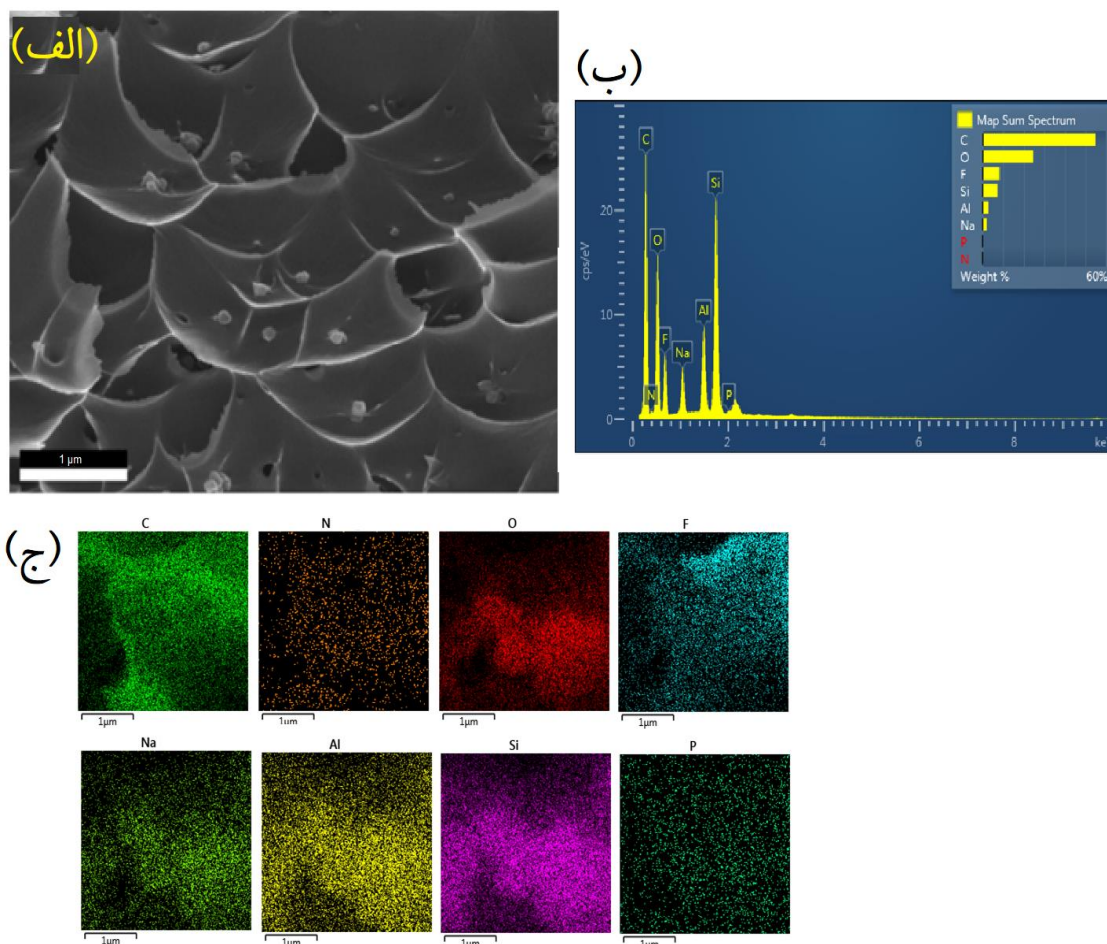 (الف)
1 μm
(ب)
Map Sum Spectrum
C
O
F
Si
Al
Na
P
N
Weight % 60%
cps/eV
20
10
0
C
O
F
N
Na
Al
Si
P
0 2 4 6 8 ke
(ج)
C N O F
1μm 1μm 1μm 1μm
Na Al Si P
1μm 1μm 1μm 1μm